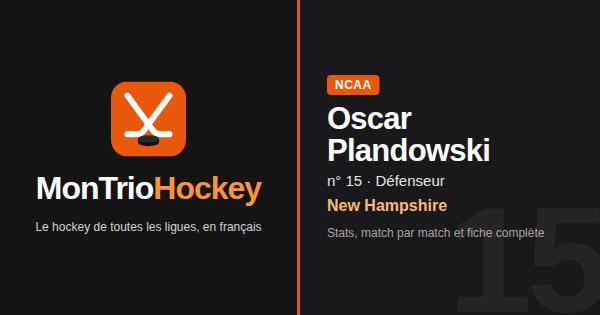 MonTrioHockey
Le hockey de toutes les ligues, en français
NCAA
Oscar
Plandowski
n° 15 · Défenseur
New Hampshire
Stats, match par match et fiche complète
15